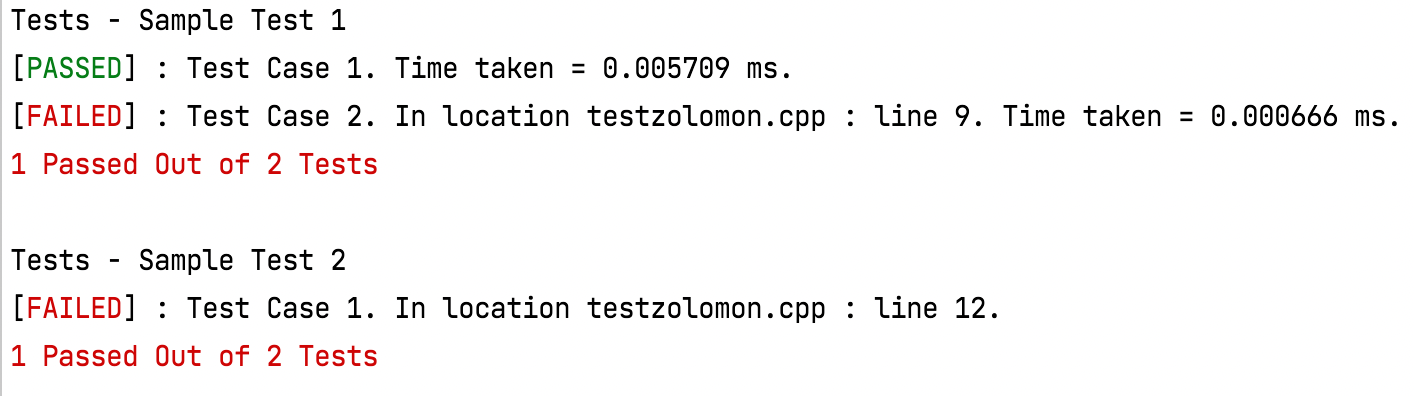 Tests - Sample Test 1
[PASSED] : Test Case 1. Time taken = 0.005709 ms.
[FAILED] : Test Case 2. In location testzolomon.cpp : line 9. Time taken = 0.000666 ms.
1 Passed Out of 2 Tests
Tests - Sample Test 2
[FAILED] : Test Case 1. In location testzolomon.cpp : line 12.
1 Passed Out of 2 Tests